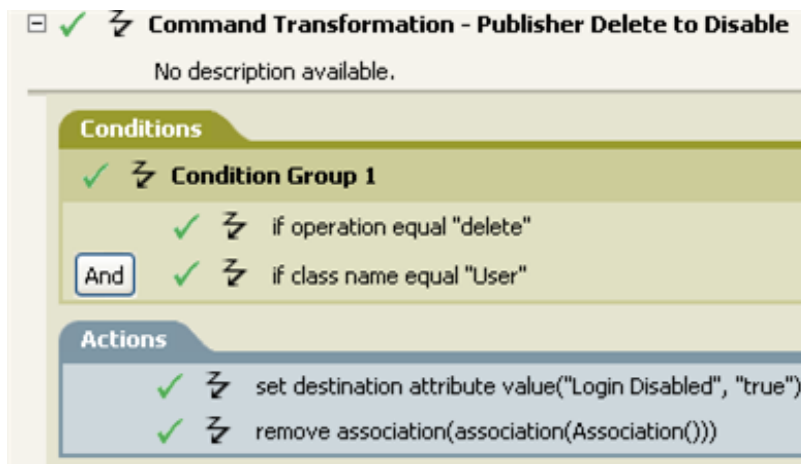 Command Transformation - Publisher Delete to Disable
No description available.
Conditions
Condition Group 1
if operation equal "delete"
And if class name equal "User"
Actions
set destination attribute value("Login Disabled", "true")
remove association(association(Association()))